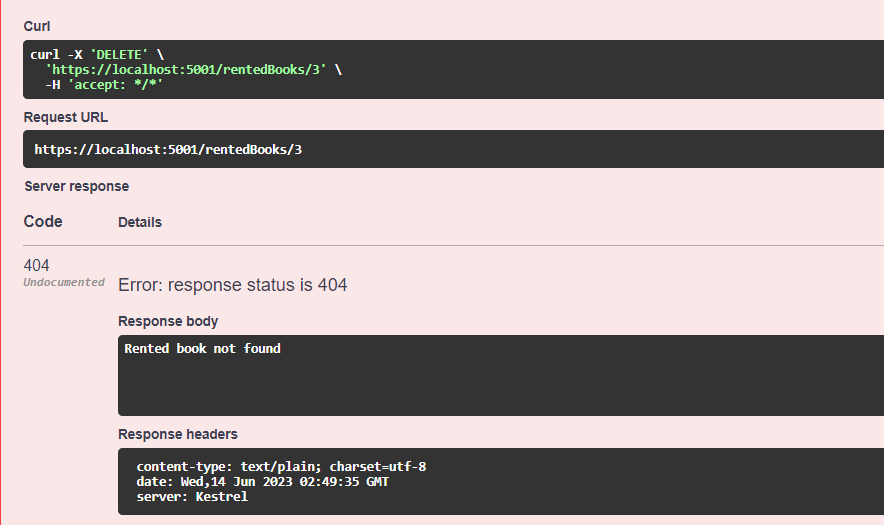 Curl
curl -X 'DELETE' \
'https://localhost:5001/rentedBooks/3' \
-H 'accept: */*'
Request URL
https://localhost:5001/rentedBooks/3
Server response
Code Details
404
Undocumented
Error: response status is 404
Response body
Rented book not found
Response headers
content-type: text/plain; charset=utf-8
date: Wed,14 Jun 2023 02:49:35 GMT
server: Kestrel